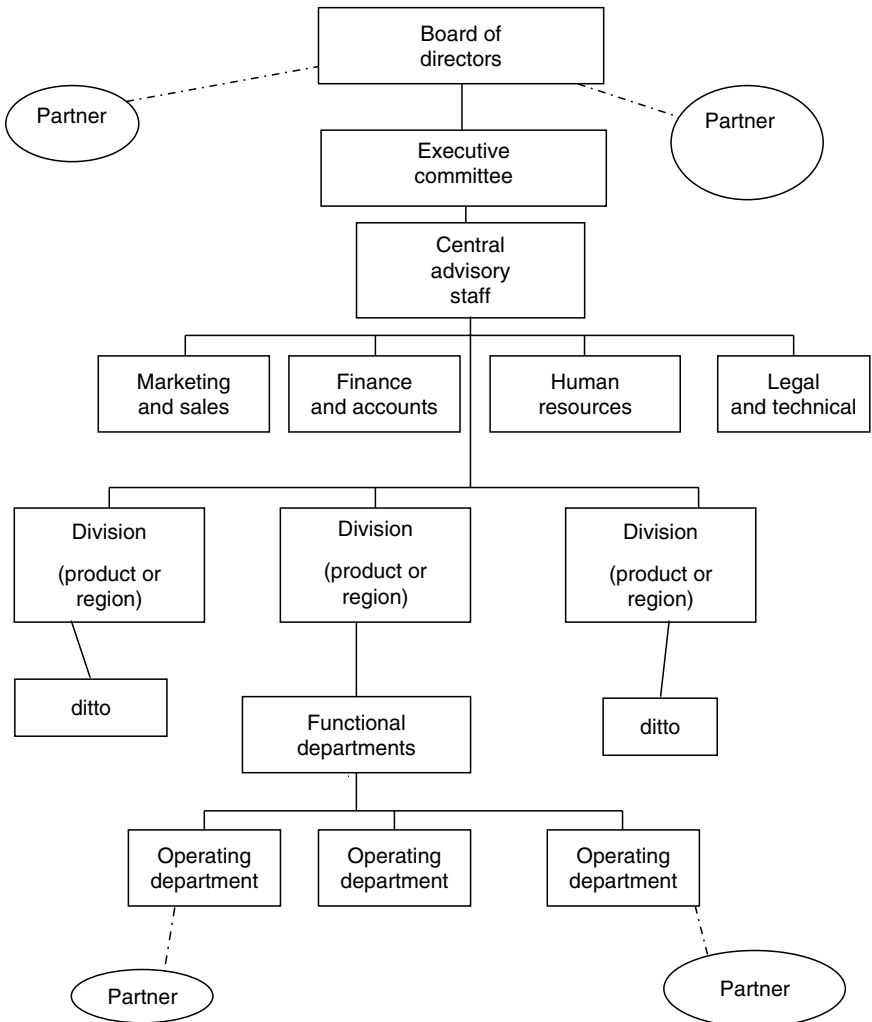 Board of
directors
Partner
Partner
Executive
committee
Central
advisory
staff
Marketing
and sales
Finance
and accounts
Human
resources
Legal
and technical
Division
(product or
region)
Division
(product or
region)
Division
(product or
region)
ditto
Functional
departments
ditto
Operating
department
Operating
department
Operating
department
Partner
Partner